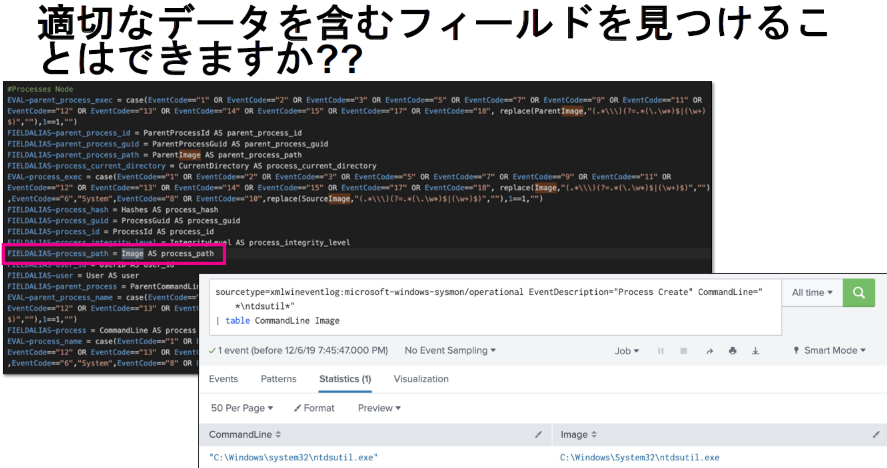 適切なデータを含むフィールドを見つけるこ
とはできますか??
#Processes Node
EVAL-parent_process_exec = case(EventCode=="1" OR EventCode=="2" OR EventCode=="3" OR EventCode=="5" OR EventCode=="7" OR EventCode=="9" OR EventCode=="11" OR
EventCode=="12" OR EventCode=="13" OR EventCode=="14" OR EventCode=="15" OR EventCode=="17" OR EventCode=="18", replace(ParentImage,"(.*\\\)(?=.*(\.\w*)$|(\w+)
$)",""),1==1,"")
FIELDALIAS-parent_process_id = ParentProcessId AS parent_process_id
FIELDALIAS-parent_process_guid = ParentProcessGuid AS parent_process_guid
FIELDALIAS-parent_process_path = ParentImage AS parent_process_path
FIELDALIAS-process_current_directory = CurrentDirectory AS process_current_directory
EVAL-process_exec = case(EventCode=="1" OR EventCode=="2" OR EventCode=="3" OR EventCode=="5" OR EventCode=="7" OR EventCode=="9" OR EventCode=="11" OR
EventCode=="12" OR EventCode=="13" OR EventCode=="14" OR EventCode=="15" OR EventCode=="17" OR EventCode=="18", replace(Image,"(.*\\\)(?=.*(\.\w*)$|(\w+)$)","")
,EventCode=="6","System",EventCode=="8" OR EventCode=="10",replace(SourceImage,"(.*\\\)(?=.*(\.\w*)$|(\w+)$)",""),1==1,"")
FIELDALIAS-process_hash = Hashes AS process_hash
FIELDALIAS-process_guid = ProcessGuid AS process_guid
FIELDALIAS-process_id = ProcessId AS process_id
FIELDALIAS-process_integrity_level = IntegrityLevel AS process_integrity_level
FIELDALIAS-process_path = Image AS process_path
FIELDALIAS-user_id = UserID AS user_id
FIELDALIAS-user = User AS user
FIELDALIAS-parent_process = ParentCommandLin
EVAL-parent_process_name = case(EventCode=="
EventCode=="12" OR EventCode=="13" OR Event
$)",""),1==1,"")
FIELDALIAS-process = CommandLine AS process
EVAL-process_name = case(EventCode=="1" OR
EventCode=="12" OR EventCode=="13" OR Event
,EventCode=="6","System",EventCode=="8" OR
sourcetype=xmlwineventlog:microsoft-windows-sysmon/operational EventDescription="Process Create" CommandLine="
*\ntdsutil*"
| table CommandLine Image
All time
1 event (before 12/6/19 7:45:47.000 PM) No Event Sampling Job Smart Mode
Events Patterns Statistics (1) Visualization
50 Per Page Format Preview
CommandLine Image
"C:\Windows\system32\ntdsutil.exe" C:\Windows\System32\ntdsutil.exe